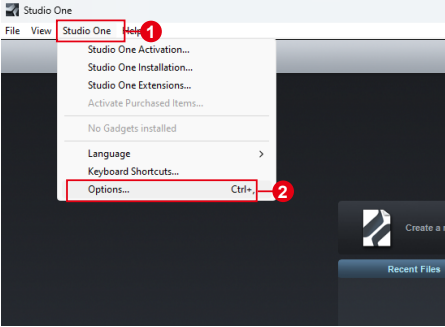 Studio One
File View Studio One Help 1
Studio One Activation...
Studio One Installation...
Studio One Extensions...
Activate Purchased Items...
No Gadgets installed
Language >
Keyboard Shortcuts...
Options... Ctrl+, 2
Create a
Recent Files